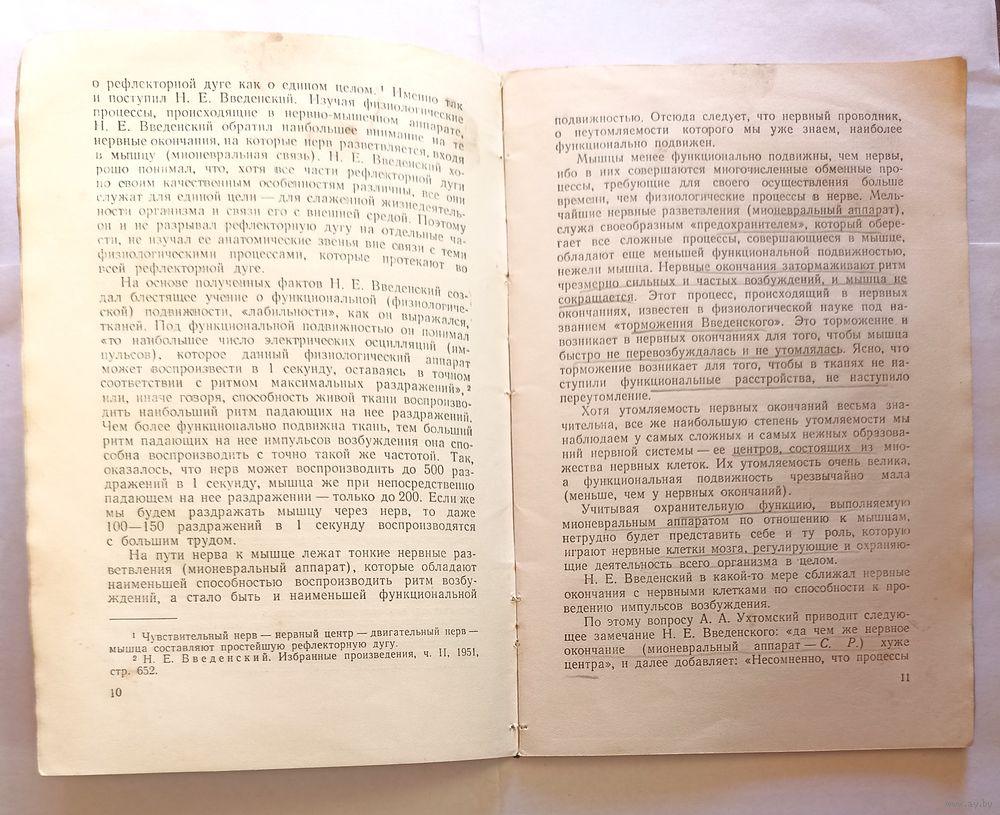 о рефлекторной дуге как о едином целом.¹ Именно так
и поступил Н. Е. Введенский. Изучая физиологические
процессы, происходящие в нервно-мышечном аппарате,
Н. Е. Введенский обратил наибольшее внимание на те
нервные окончания, на которые нерв разветвляется, входя
в мышцу (мионевральная связь). Н. Е. Введенский хо-
рошо понимал, что, хотя все части рефлекторной дуги
по своим качественным особенностям различны, все они
служат для единой цели — для слаженной жизнедеятель-
ности организма и связи его с внешней средой. Поэтому
он и не разрывал рефлекторную дугу на отдельные ча-
сти, не изучал ее анатомические звенья вне связи с теми
физиологическими процессами, которые протекают во
всей рефлекторной дуге.
На основе полученных фактов Н. Е. Введенский соз-
дал блестящее учение о функциональной (физиологиче-
ской) подвижности, «лабильности», как он выражался,
тканей. Под функциональной подвижностью он понимал
«то наибольшее число электрических осцилляций (им-
пульсов), которое данный физиологический аппарат
может воспроизвести в 1 секунду, оставаясь в точном
соответствии с ритмом максимальных раздражений»,²
или, иначе говоря, способность живой ткани воспроизво-
дить наибольший ритм падающих на нее раздражений.
Чем более функционально подвижна ткань, тем больший
ритм падающих на нее импульсов возбуждения она спо-
собна воспроизводить с точно такой же частотой. Так,
оказалось, что нерв может воспроизводить до 500 раз-
дражений в 1 секунду, мышца же при непосредственно
падающем на нее раздражении — только до 200. Если же
мы будем раздражать мышцу через нерв, то даже
100—150 раздражений в 1 секунду воспроизводятся
с большим трудом.
На пути нерва к мышце лежат тонкие нервные раз-
ветвления (мионевральный аппарат), которые обладают
наименьшей способностью воспроизводить ритм возбу-
ждений, а стало быть и наименьшей функциональной
¹ Чувствительный нерв — нервный центр — двигательный нерв —
мышца составляют простейшую рефлекторную дугу.
² Н. Е. Введенский. Избранные произведения, ч. II, 1951,
стр. 652.
10
подвижностью. Отсюда следует, что нервный проводник,
о неутомляемости которого мы уже знаем, наиболее
функционально подвижен.
Мышцы менее функционально подвижны, чем нервы,
ибо в них совершаются многочисленные обменные про-
цессы, требующие для своего осуществления больше
времени, чем физиологические процессы в нерве. Мель-
чайшие нервные разветвления (мионевральный аппарат),
служа своеобразным «предохранителем», который обере-
гает все сложные процессы, совершающиеся в мышце,
обладают еще меньшей функциональной подвижностью,
нежели мышца. Нервные окончания затормаживают ритм
чрезмерно сильных и частых возбуждений, и мышца не
сокращается. Этот процесс, происходящий в нервных
окончаниях, известен в физиологической науке под на-
званием «торможения Введенского». Это торможение и
возникает в нервных окончаниях для того, чтобы мышца
быстро не перевозбуждалась и не утомлялась. Ясно, что
торможение возникает для того, чтобы в тканях не на-
ступили функциональные расстройства, не наступило
переутомление.
Хотя утомляемость нервных окончаний весьма зна-
чительна, все же наибольшую степень утомляемости мы
наблюдаем у самых сложных и самых нежных образова-
ний нервной системы — ее центров, состоящих из мно-
жества нервных клеток. Их утомляемость очень велика,
а функциональная подвижность чрезвычайно мала
(меньше, чем у нервных окончаний).
Учитывая охранительную функцию, выполняемую
мионевральным аппаратом по отношению к мышцам,
нетрудно будет представить себе и ту роль, которую
играют нервные клетки мозга, регулирующие и охраняю-
щие деятельность всего организма в целом.
Н. Е. Введенский в какой-то мере сближал нервные
окончания с нервными клетками по способности к про-
ведению импульсов возбуждения.
По этому вопросу А. А. Ухтомский приводит следую-
щее замечание Н. Е. Введенского: «да чем же нервное
окончание (мионевральный аппарат — С. Р.) хуже
центра», и далее добавляет: «Несомненно, что процессы
11
www.ay.by